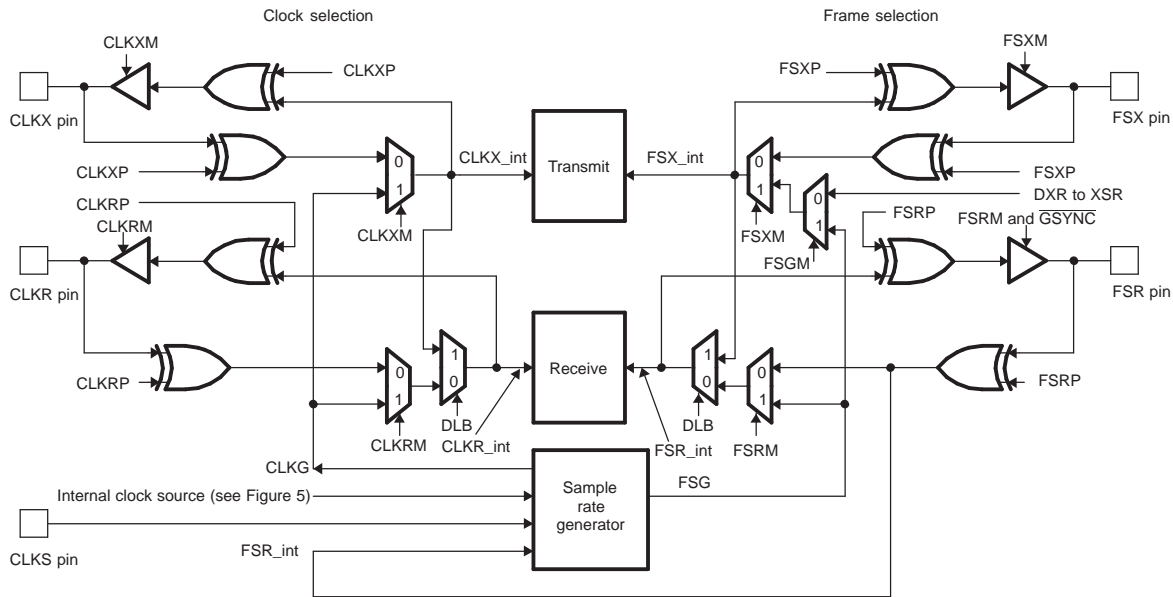 Clock selection
Frame selection
CLKXM
CLKXP
CLKX pin
CLKXP
0
1
CLKXM
CLKX_int
Transmit
FSX_int
FSXP
FSXM
FSX pin
FSXP
0
1
FSXM
DXR to XSR
0
1
FSGM
CLKRP
CLKRM
CLKR pin
CLKRP
0
1
CLKRM
1
0
DLB
CLKR_int
Receive
FSR_int
1
0
DLB
0
1
FSRM
FSRP
FSRM and GSYNC
FSR pin
FSRP
CLKG
Internal clock source (see Figure 5)
CLKS pin
FSR_int
Sample
rate
generator
FSG